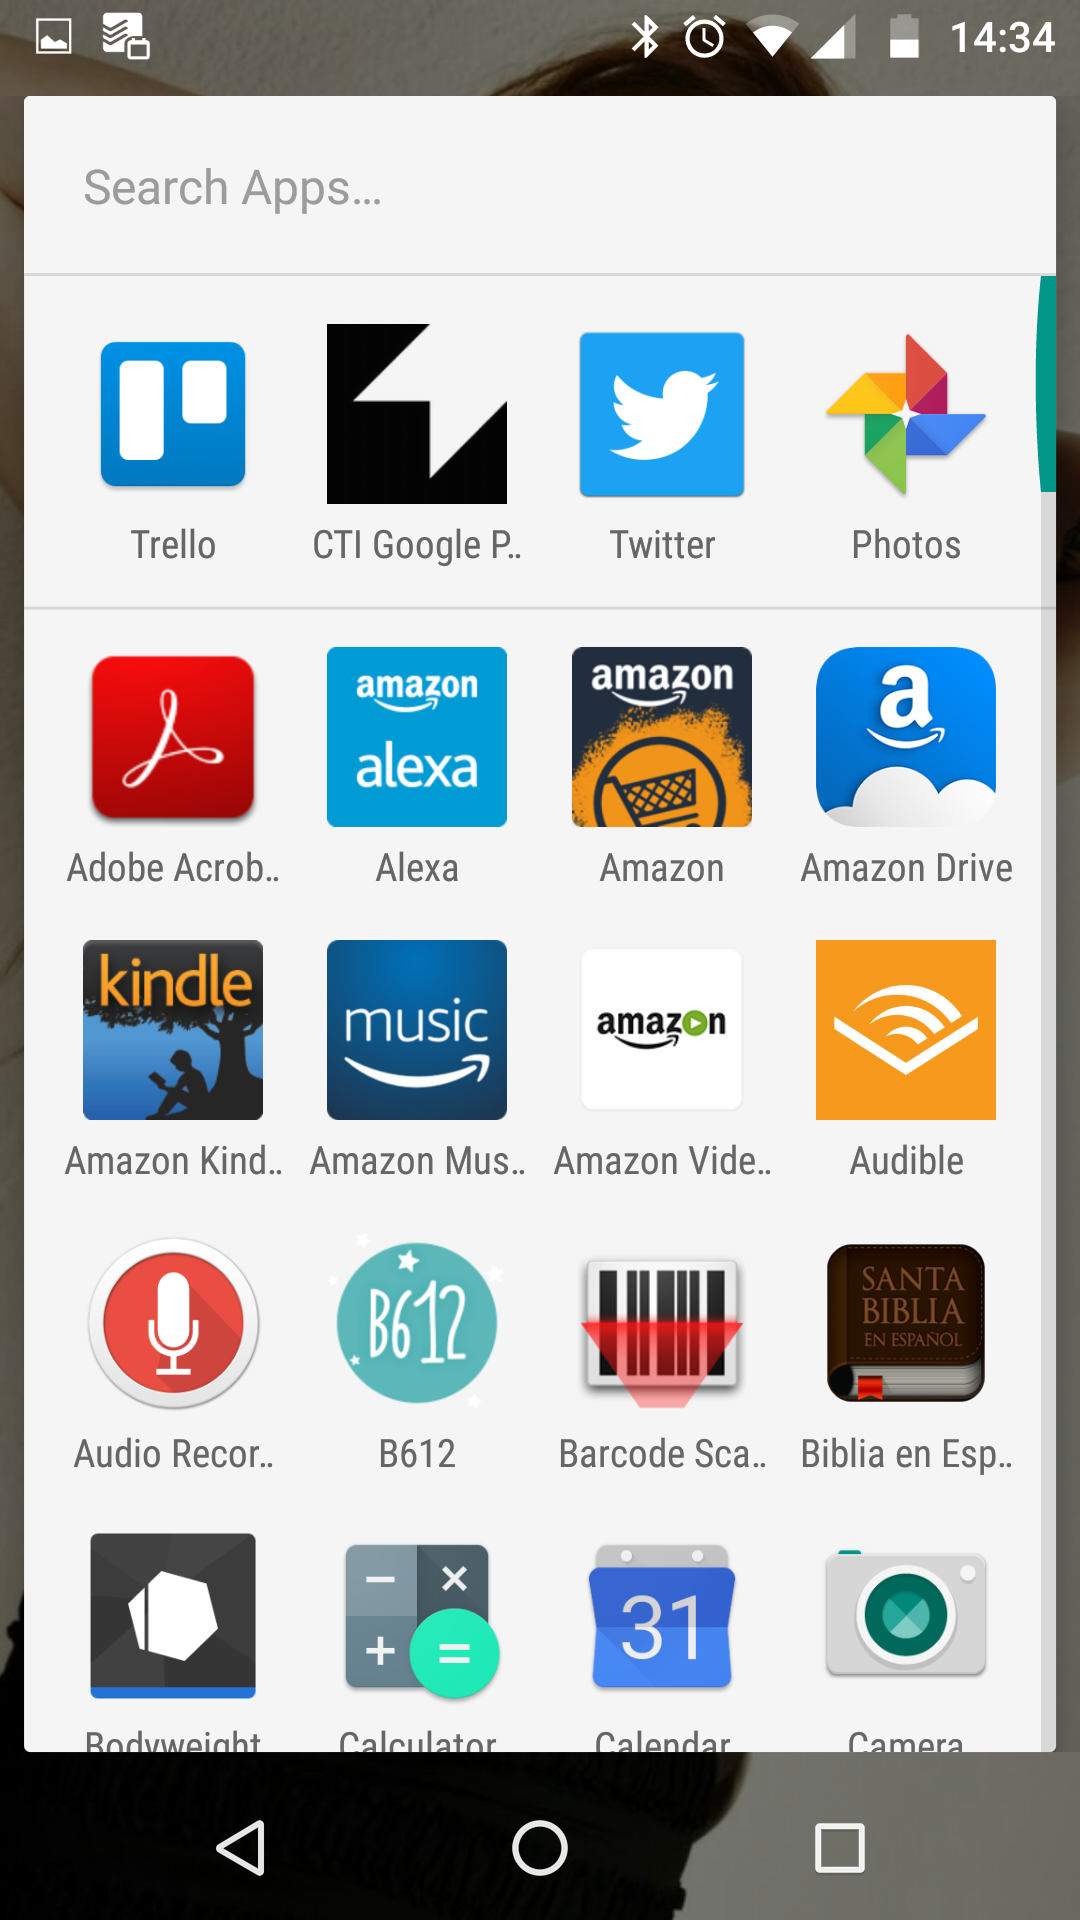 14:34
Search Apps...
Trello
CTI Google P..
Twitter
Photos
amazon
alexa
amazon
a
Adobe Acrob..
Alexa
Amazon
Amazon Drive
kindle
music
amazon
Amazon Kind..
Amazon Mus..
Amazon Vide..
Audible
B612
SANTA
BIBLIA
EN ESPAÑOL
Audio Recor..
B612
Barcode Sca..
Biblia en Esp..
− ×
+ =
31
Bodyweight
Calculator
Calendar
Camera